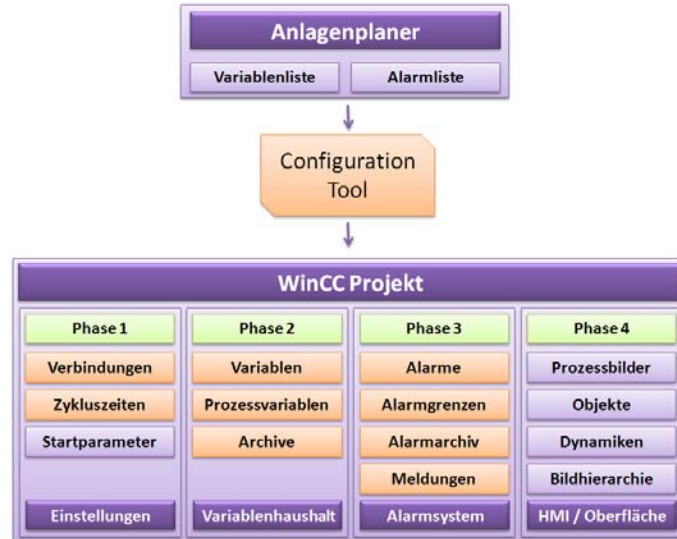 Anlagenplaner
Variablenliste
Alarmliste
Configuration
Tool
WinCC Projekt
Phase 1
Verbindungen
Zykluszeiten
Startparameter
Einstellungen
Phase 2
Variablen
Prozessvariablen
Archive
Variablenhaushalt
Phase 3
Alarme
Alarmgrenzen
Alarmarchiv
Meldungen
Alarmsystem
Phase 4
Prozessbilder
Objekte
Dynamiken
Bildhierarchie
HMI / Oberfläche